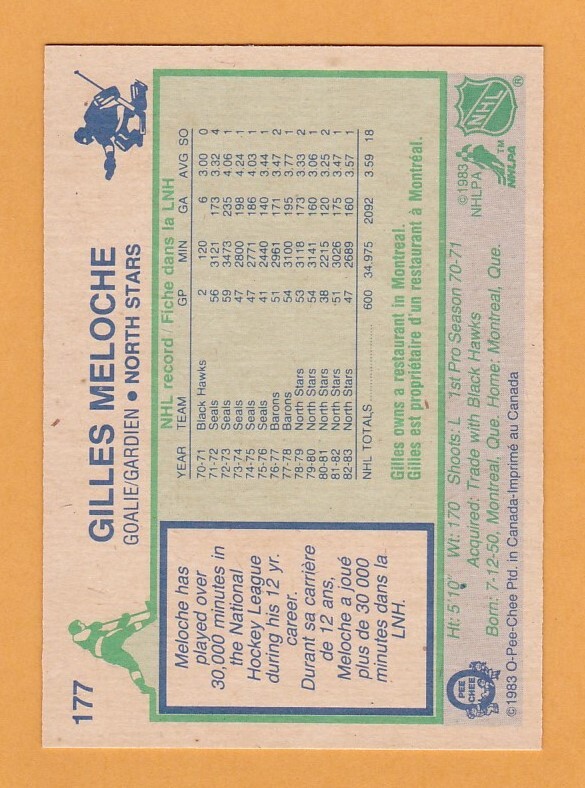 177
GILLES MELOCHE
GOALIE/GARDIEN • NORTH STARS
Meloche has
played over
30,000 minutes in
the National
Hockey League
during his 12 yr.
career.
Durant sa carrière
de 12 ans,
Meloche a joué
plus de 30 000
minutes dans la
LNH.
NHL record / Fiche dans la LNH
YEAR TEAM GP MIN GA AVG SO
70-71 Black Hawks 2 120 6 3.00 0
71-72 Seals 56 3121 173 3.32 4
72-73 Seals 59 3473 235 4.06 1
73-74 Seals 47 2800 198 4.24 1
74-75 Seals 47 2771 186 4.03 1
75-76 Seals 41 2440 140 3.44 1
76-77 Barons 51 2961 171 3.47 2
77-78 Barons 54 3100 195 3.77 1
78-79 North Stars 53 3118 173 3.33 2
79-80 North Stars 54 3141 160 3.06 1
80-81 North Stars 38 2215 120 3.25 2
81-82 North Stars 51 3026 175 3.47 1
82-83 North Stars 47 2689 160 3.57 1
NHL TOTALS .................... 600 34.975 2092 3.59 18
Gilles owns a restaurant in Montreal.
Gilles est propriétaire d'un restaurant à Montréal.
Ht: 5'10" Wt: 170 Shoots: L 1st Pro Season 70-71
Acquired: Trade with Black Hawks
Born: 7-12-50, Montreal, Que. Home: Montreal, Que.
O PEE CHEE
©1983 O-Pee-Chee Ptd. in Canada-Imprimé au Canada
©1983
NHLPA
NHL ®
TM
NHLPA